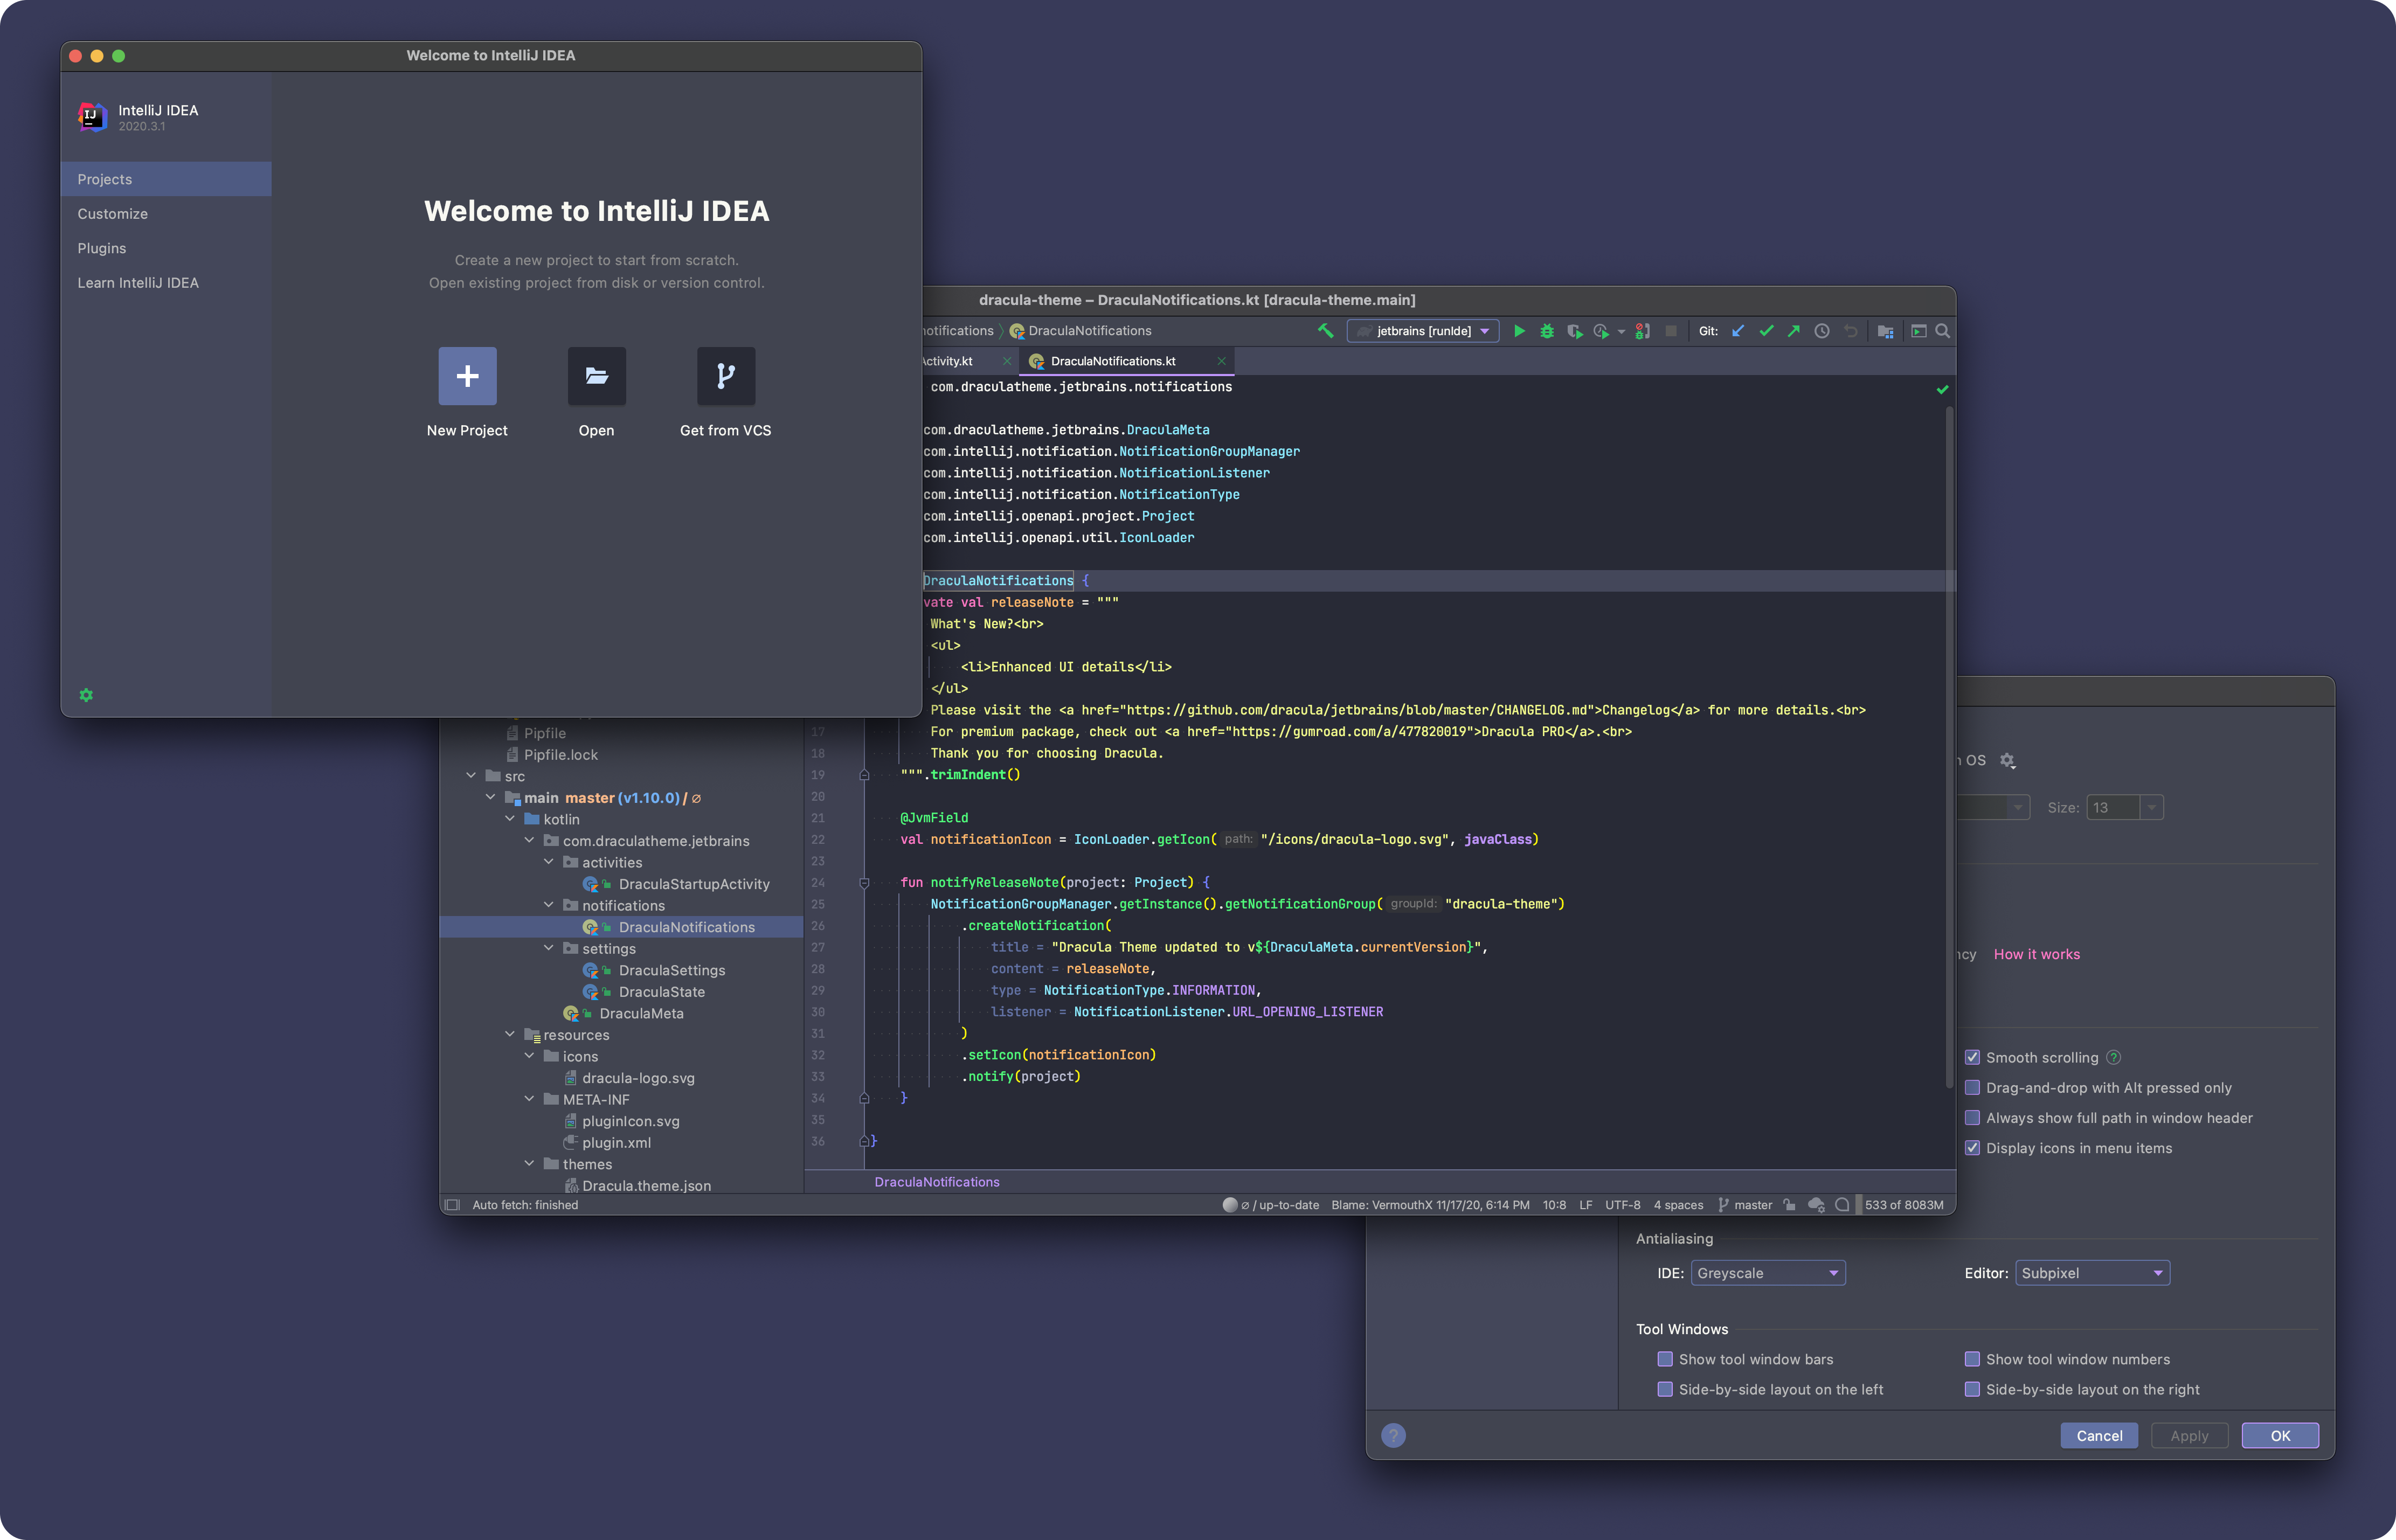 Welcome to IntelliJ IDEA
IntelliJ IDEA
2020.3.1
Projects
Customize
Plugins
Learn IntelliJ IDEA
Welcome to IntelliJ IDEA
Create a new project to start from scratch.
Open existing project from disk or version control.
New Project
Open
Get from VCS
dracula-theme – DraculaNotifications.kt [dracula-theme.main]
notifications DraculaNotifications
jetbrains [runIde]
Git:
Activity.kt
DraculaNotifications.kt
com.draculatheme.jetbrains.notifications
com.draculatheme.jetbrains.DraculaMeta
com.intellij.notification.NotificationGroupManager
com.intellij.notification.NotificationListener
com.intellij.notification.NotificationType
com.intellij.openapi.project.Project
com.intellij.openapi.util.IconLoader
DraculaNotifications {
vate val releaseNote = """
What's New?<br>
<ul>
<li>Enhanced UI details</li>
</ul>
Please visit the <a href="https://github.com/dracula/jetbrains/blob/master/CHANGELOG.md">Changelog</a> for more details.<br>
17 For premium package, check out <a href="https://gumroad.com/a/477820019">Dracula PRO</a>.<br>
18 Thank you for choosing Dracula.
19 """.trimIndent()
20
21 @JvmField
22 val notificationIcon = IconLoader.getIcon( path: "/icons/dracula-logo.svg", javaClass)
23
24 fun notifyReleaseNote(project: Project) {
25 NotificationGroupManager.getInstance().getNotificationGroup( groupId: "dracula-theme")
26 .createNotification(
27 title = "Dracula Theme updated to v${DraculaMeta.currentVersion}",
28 content = releaseNote,
29 type = NotificationType.INFORMATION,
30 listener = NotificationListener.URL_OPENING_LISTENER
31 )
32 .setIcon(notificationIcon)
33 .notify(project)
34 }
35
36 }
DraculaNotifications
Pipfile
Pipfile.lock
src
main master (v1.10.0) / ∅
kotlin
com.draculatheme.jetbrains
activities
DraculaStartupActivity
notifications
DraculaNotifications
settings
DraculaSettings
DraculaState
DraculaMeta
resources
icons
dracula-logo.svg
META-INF
pluginIcon.svg
plugin.xml
themes
Dracula.theme.json
Auto fetch: finished
∅ / up-to-date Blame: VermouthX 11/17/20, 6:14 PM 10:8 LF UTF-8 4 spaces master 533 of 8083M
OS
Size: 13
ncy How it works
Smooth scrolling ?
Drag-and-drop with Alt pressed only
Always show full path in window header
Display icons in menu items
Antialiasing
IDE: Greyscale Editor: Subpixel
Tool Windows
Show tool window bars Show tool window numbers
Side-by-side layout on the left Side-by-side layout on the right
? Cancel Apply OK